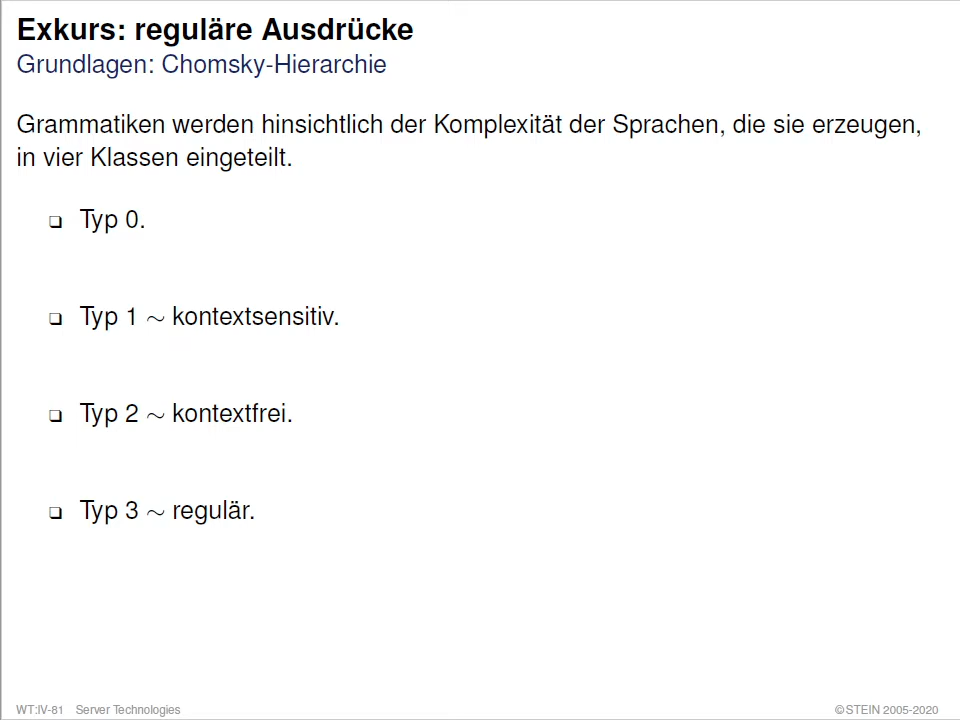 Exkurs: reguläre Ausdrücke
Grundlagen: Chomsky-Hierarchie
Grammatiken werden hinsichtlich der Komplexität der Sprachen, die sie erzeugen,
in vier Klassen eingeteilt.
❑ Typ 0.
❑ Typ 1 ∼ kontextsensitiv.
❑ Typ 2 ∼ kontextfrei.
❑ Typ 3 ∼ regulär.
WT:IV-81 Server Technologies ©STEIN 2005-2020